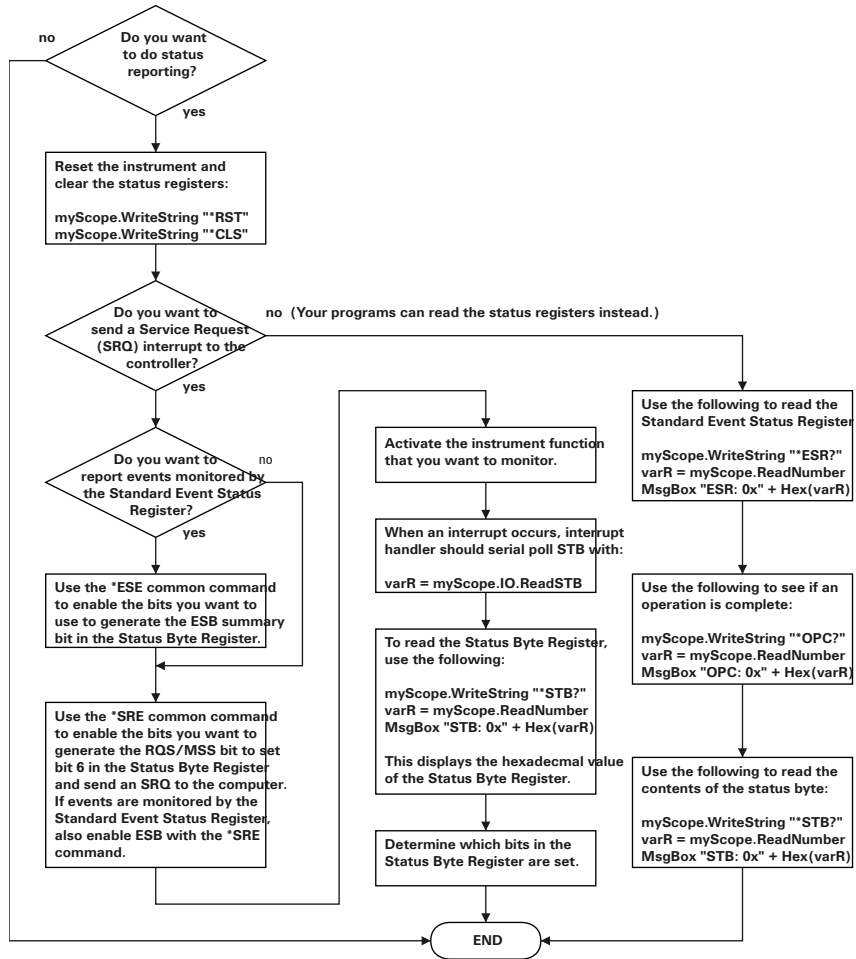 Do you want
to do status
reporting?
no
yes
Reset the instrument and
clear the status registers:
myScope.WriteString "*RST"
myScope.WriteString "*CLS"
Do you want to
send a Service Request
(SRQ) interrupt to the
controller?
no (Your programs can read the status registers instead.)
yes
Do you want to
report events monitored by
the Standard Event Status
Register?
no
yes
Use the *ESE common command
to enable the bits you want to
use to generate the ESB summary
bit in the Status Byte Register.
Use the *SRE common command
to enable the bits you want to
generate the RQS/MSS bit to set
bit 6 in the Status Byte Register
and send an SRQ to the computer.
If events are monitored by the
Standard Event Status Register,
also enable ESB with the *SRE
command.
Activate the instrument function
that you want to monitor.
When an interrupt occurs, interrupt
handler should serial poll STB with:
varR = myScope.IO.ReadSTB
To read the Status Byte Register,
use the following:
myScope.WriteString "*STB?"
varR = myScope.ReadNumber
MsgBox "STB: 0x" + Hex(varR)
This displays the hexadecmal value
of the Status Byte Register.
Determine which bits in the
Status Byte Register are set.
Use the following to read the
Standard Event Status Register
myScope.WriteString "*ESR?"
varR = myScope.ReadNumber
MsgBox "ESR: 0x" + Hex(varR)
Use the following to see if an
operation is complete:
myScope.WriteString "*OPC?"
varR = myScope.ReadNumber
MsgBox "OPC: 0x" + Hex(varR)
Use the following to read the
contents of the status byte:
myScope.WriteString "*STB?"
varR = myScope.ReadNumber
MsgBox "STB: 0x" + Hex(varR)
END